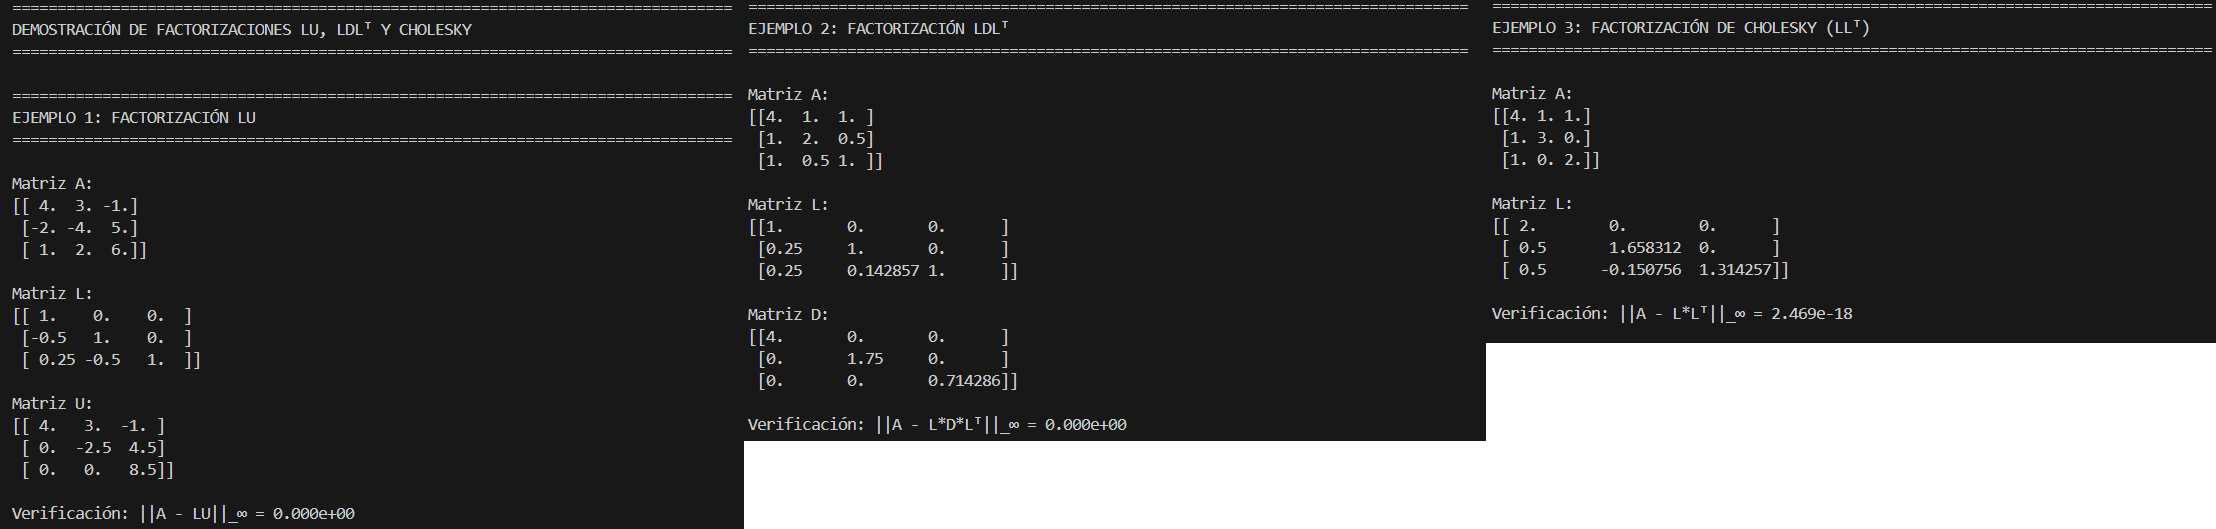 ================================================================================
DEMOSTRACIÓN DE FACTORIZACIONES LU, LDLᵀ Y CHOLESKY
================================================================================
================================================================================
EJEMPLO 1: FACTORIZACIÓN LU
================================================================================
Matriz A:
[[ 4.  3. -1.]
 [-2. -4.  5.]
 [ 1.  2.  6.]]
Matriz L:
[[ 1.    0.    0.  ]
 [-0.5   1.    0.  ]
 [ 0.25 -0.5   1.  ]]
Matriz U:
[[ 4.   3.  -1. ]
 [ 0.  -2.5  4.5]
 [ 0.   0.   8.5]]
Verificación: ||A - LU||_∞ = 0.000e+00
================================================================================
EJEMPLO 2: FACTORIZACIÓN LDLᵀ
================================================================================
Matriz A:
[[4.  1.  1. ]
 [1.  2.  0.5]
 [1.  0.5 1. ]]
Matriz L:
[[1.       0.       0.      ]
 [0.25     1.       0.      ]
 [0.25     0.142857 1.      ]]
Matriz D:
[[4.       0.       0.      ]
 [0.       1.75     0.      ]
 [0.       0.       0.714286]]
Verificación: ||A - L*D*Lᵀ||_∞ = 0.000e+00
================================================================================
EJEMPLO 3: FACTORIZACIÓN DE CHOLESKY (LLᵀ)
================================================================================
Matriz A:
[[4. 1. 1.]
 [1. 3. 0.]
 [1. 0. 2.]]
Matriz L:
[[ 2.        0.        0.      ]
 [ 0.5       1.658312  0.      ]
 [ 0.5      -0.150756  1.314257]]
Verificación: ||A - L*Lᵀ||_∞ = 2.469e-18